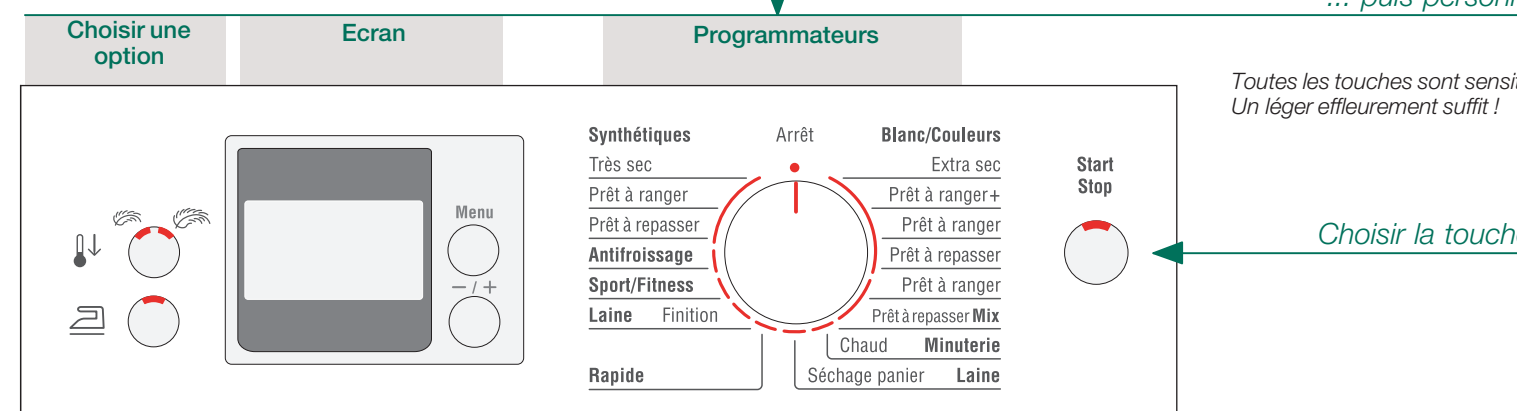 ... puis personn
Choisir une
option
Ecran
Programmateurs
Toutes les touches sont sensit
Un léger effleurement suffit !
Synthétiques Arrêt Blanc/Couleurs
Très sec Extra sec
Prêt à ranger Prêt à ranger+
Prêt à repasser Prêt à ranger
Antifroissage Prêt à repasser
Sport/Fitness Prêt à ranger
Laine Finition Prêt à repasser Mix
Chaud Minuterie
Rapide Séchage panier Laine
Menu
– / +
Start
Stop
Choisir la touche